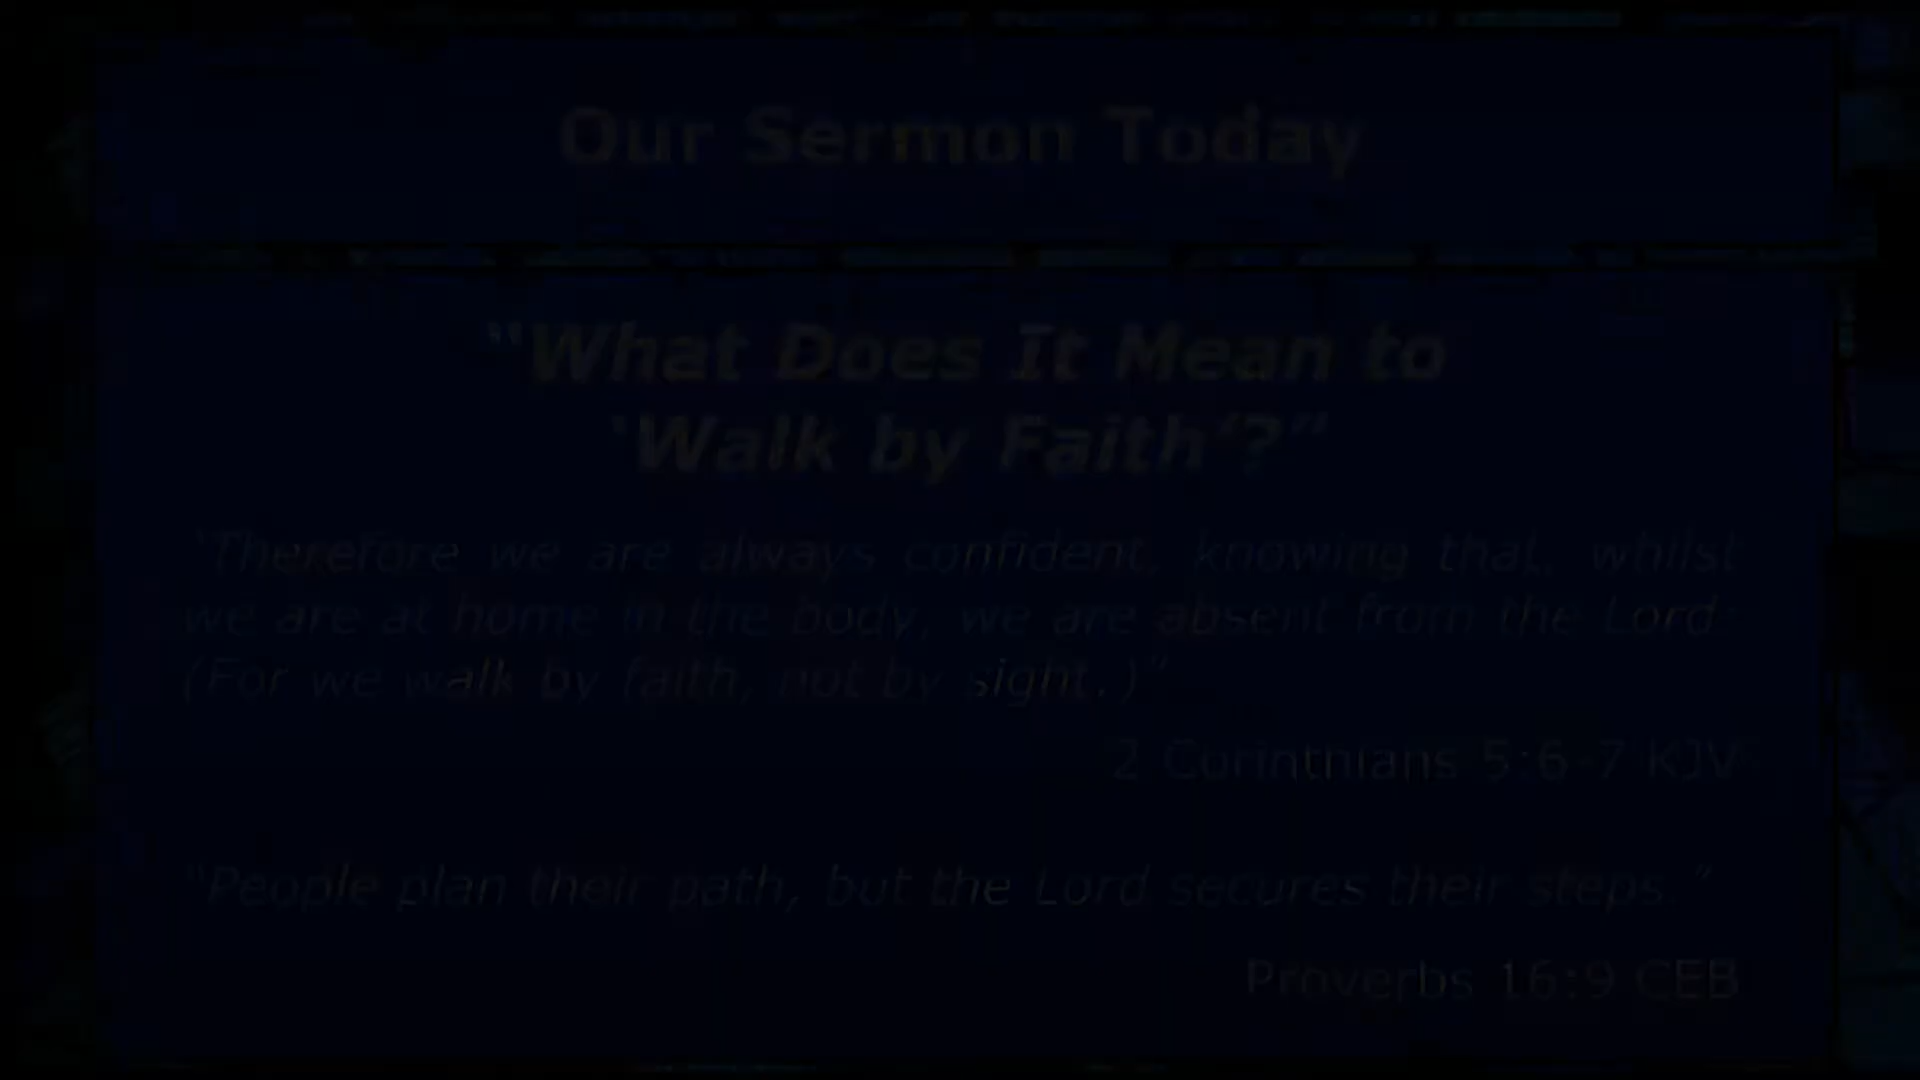 Our Sermon Today
"What Does It Mean to
'Walk by Faith'?"
"Therefore we are always confident, knowing that, whilst
we are at home in the body, we are absent from the Lord:
(For we walk by faith, not by sight.)"
2 Corinthians 5:6-7 KJV
"People plan their path, but the Lord secures their steps."
Proverbs 16:9 CEB